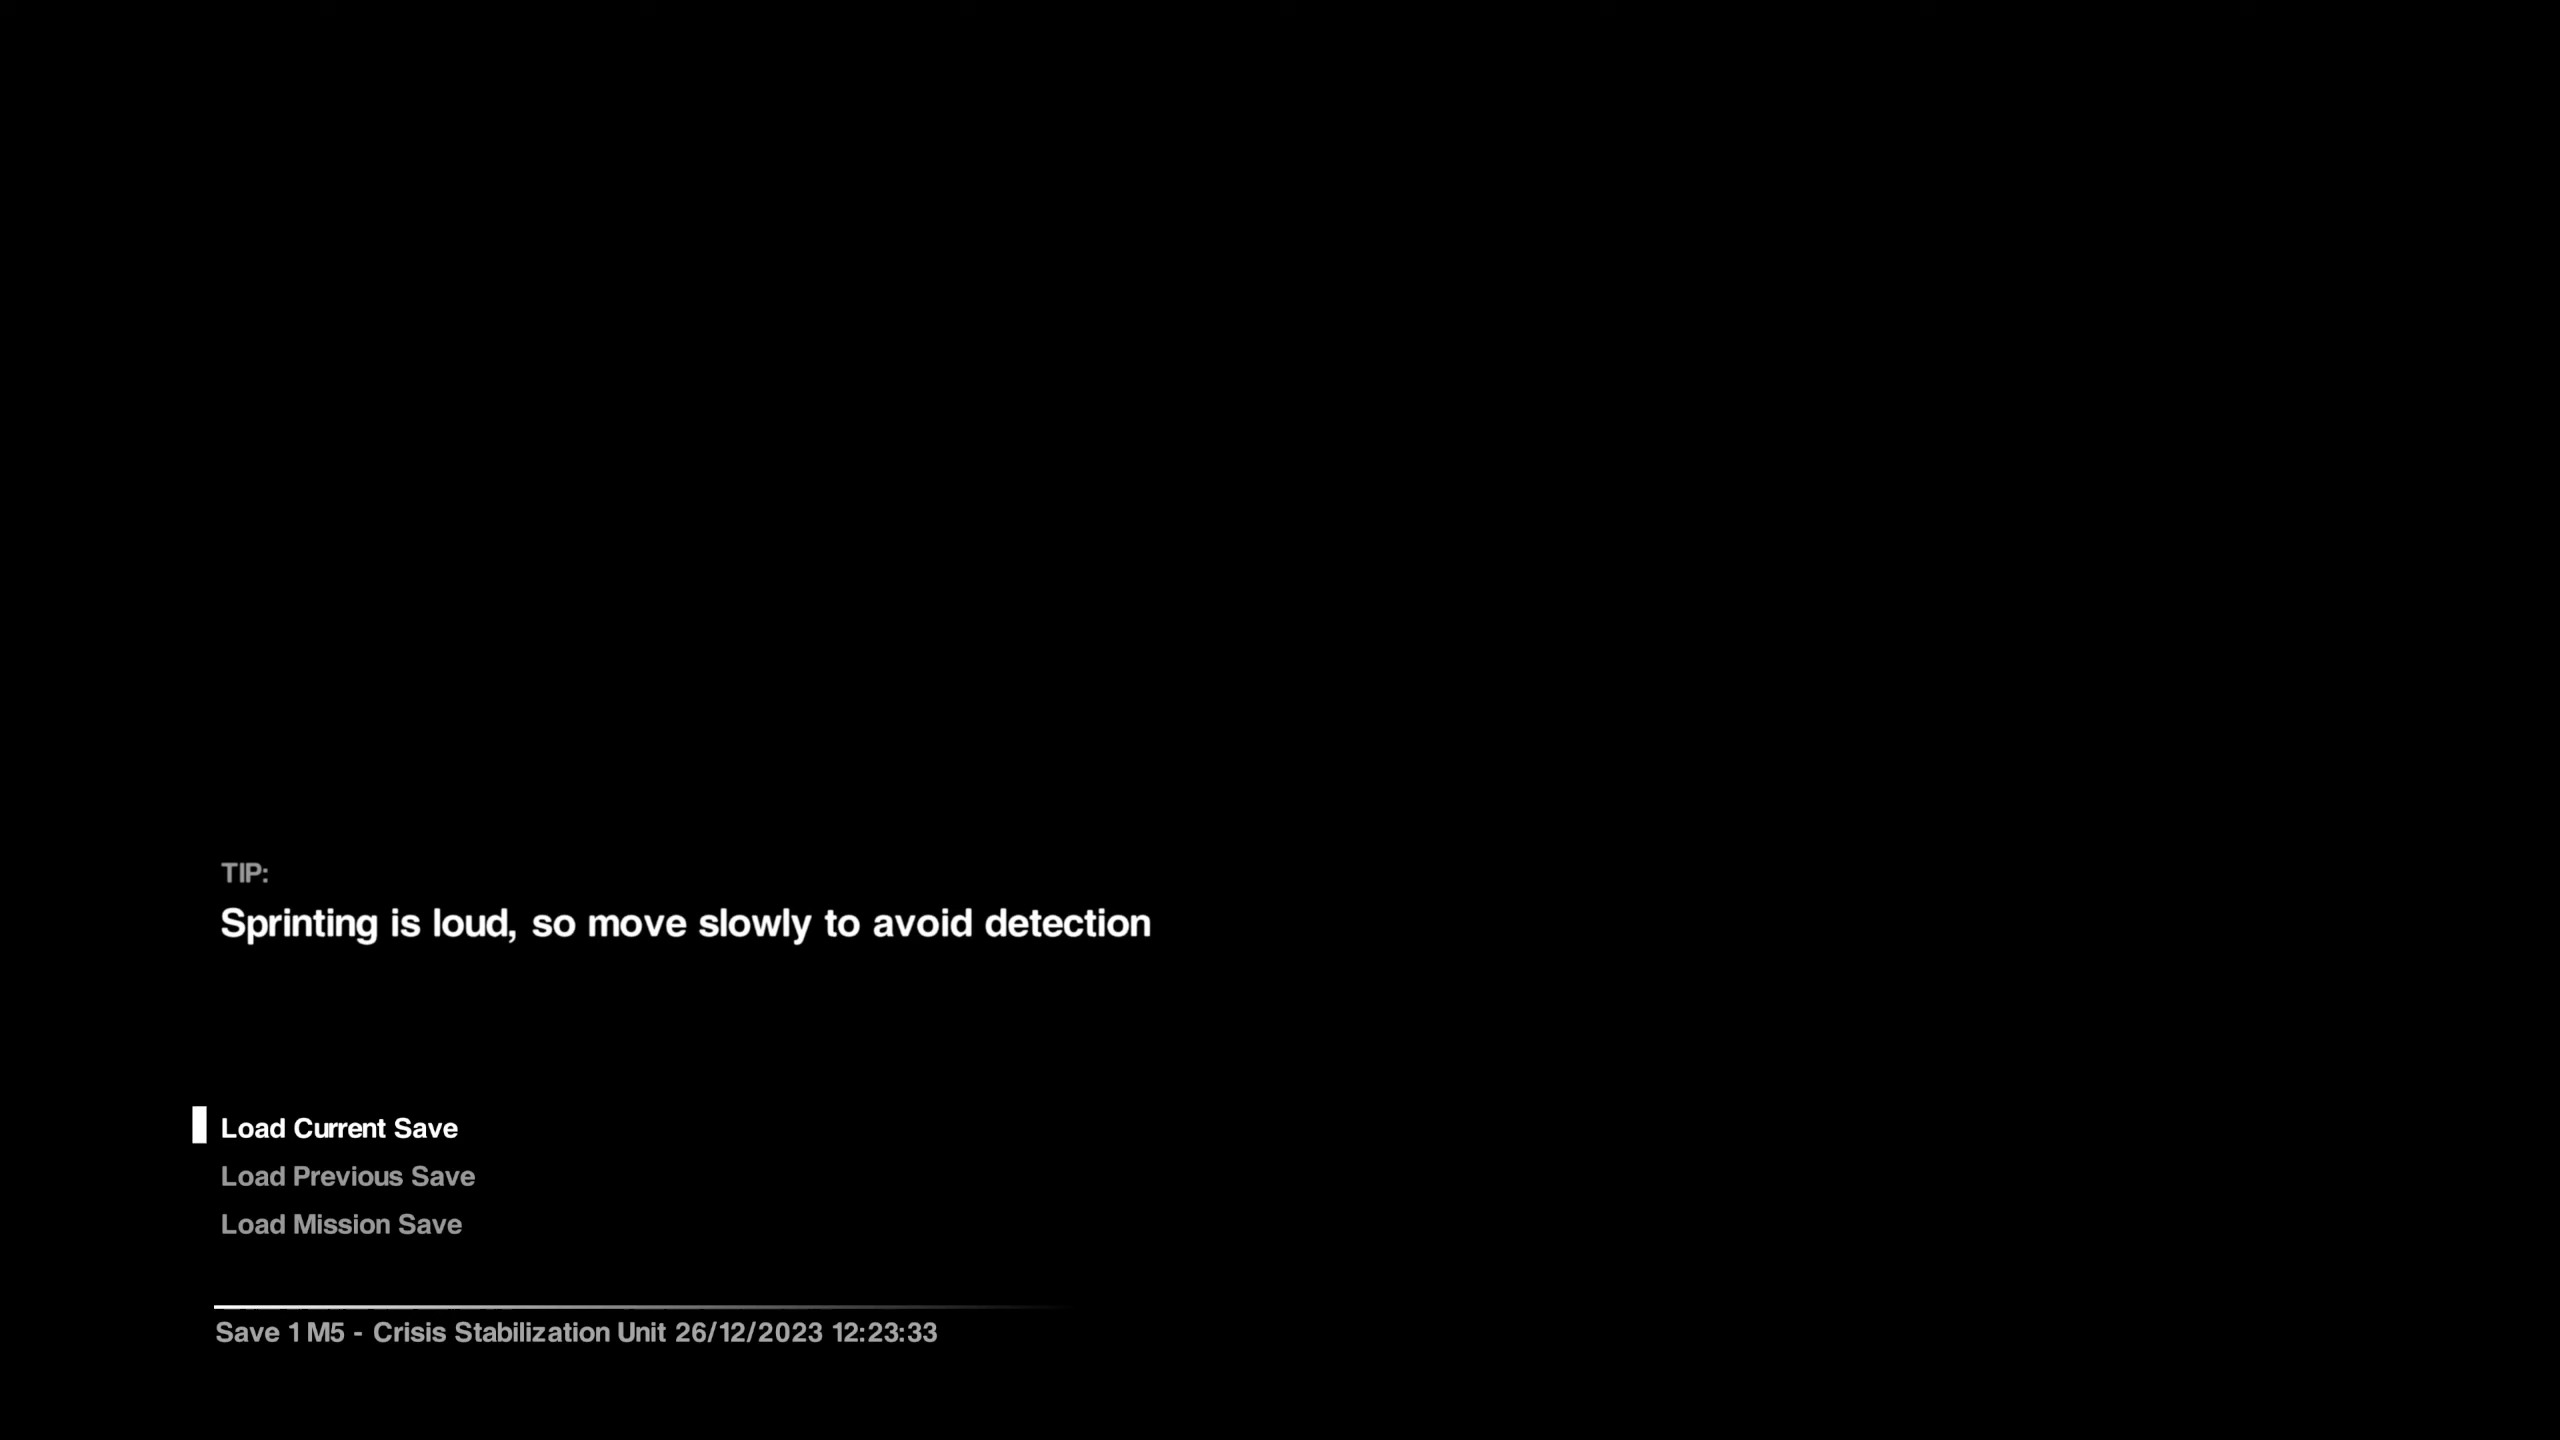 TIP:
Sprinting is loud, so move slowly to avoid detection
Load Current Save
Load Previous Save
Load Mission Save
Save 1 M5 - Crisis Stabilization Unit 26/12/2023 12:23:33